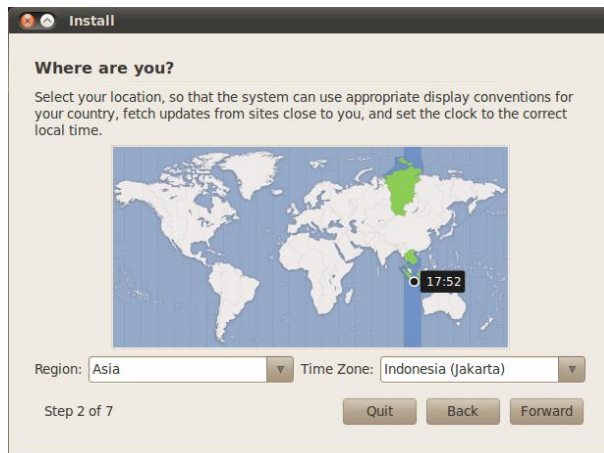 Install
Where are you?
Select your location, so that the system can use appropriate display conventions for
your country, fetch updates from sites close to you, and set the clock to the correct
local time.
17:52
Region: Asia Time Zone: Indonesia (Jakarta)
Step 2 of 7 Quit Back Forward